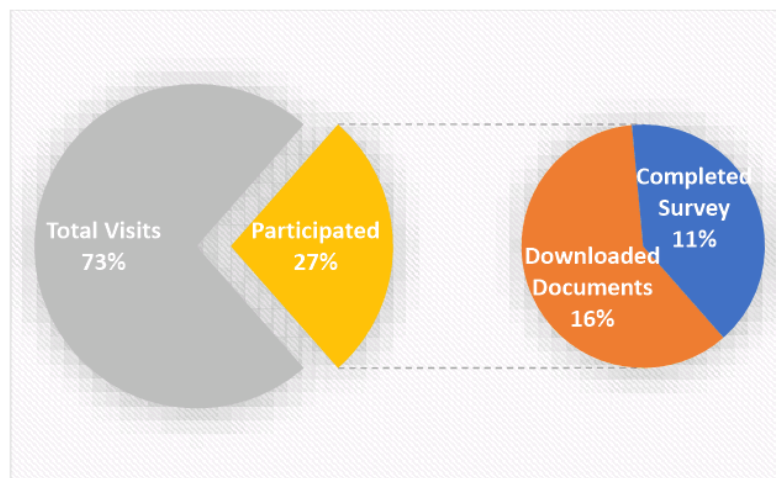 Total Visits
73%
Participated
27%
Completed
Survey
11%
Downloaded
Documents
16%